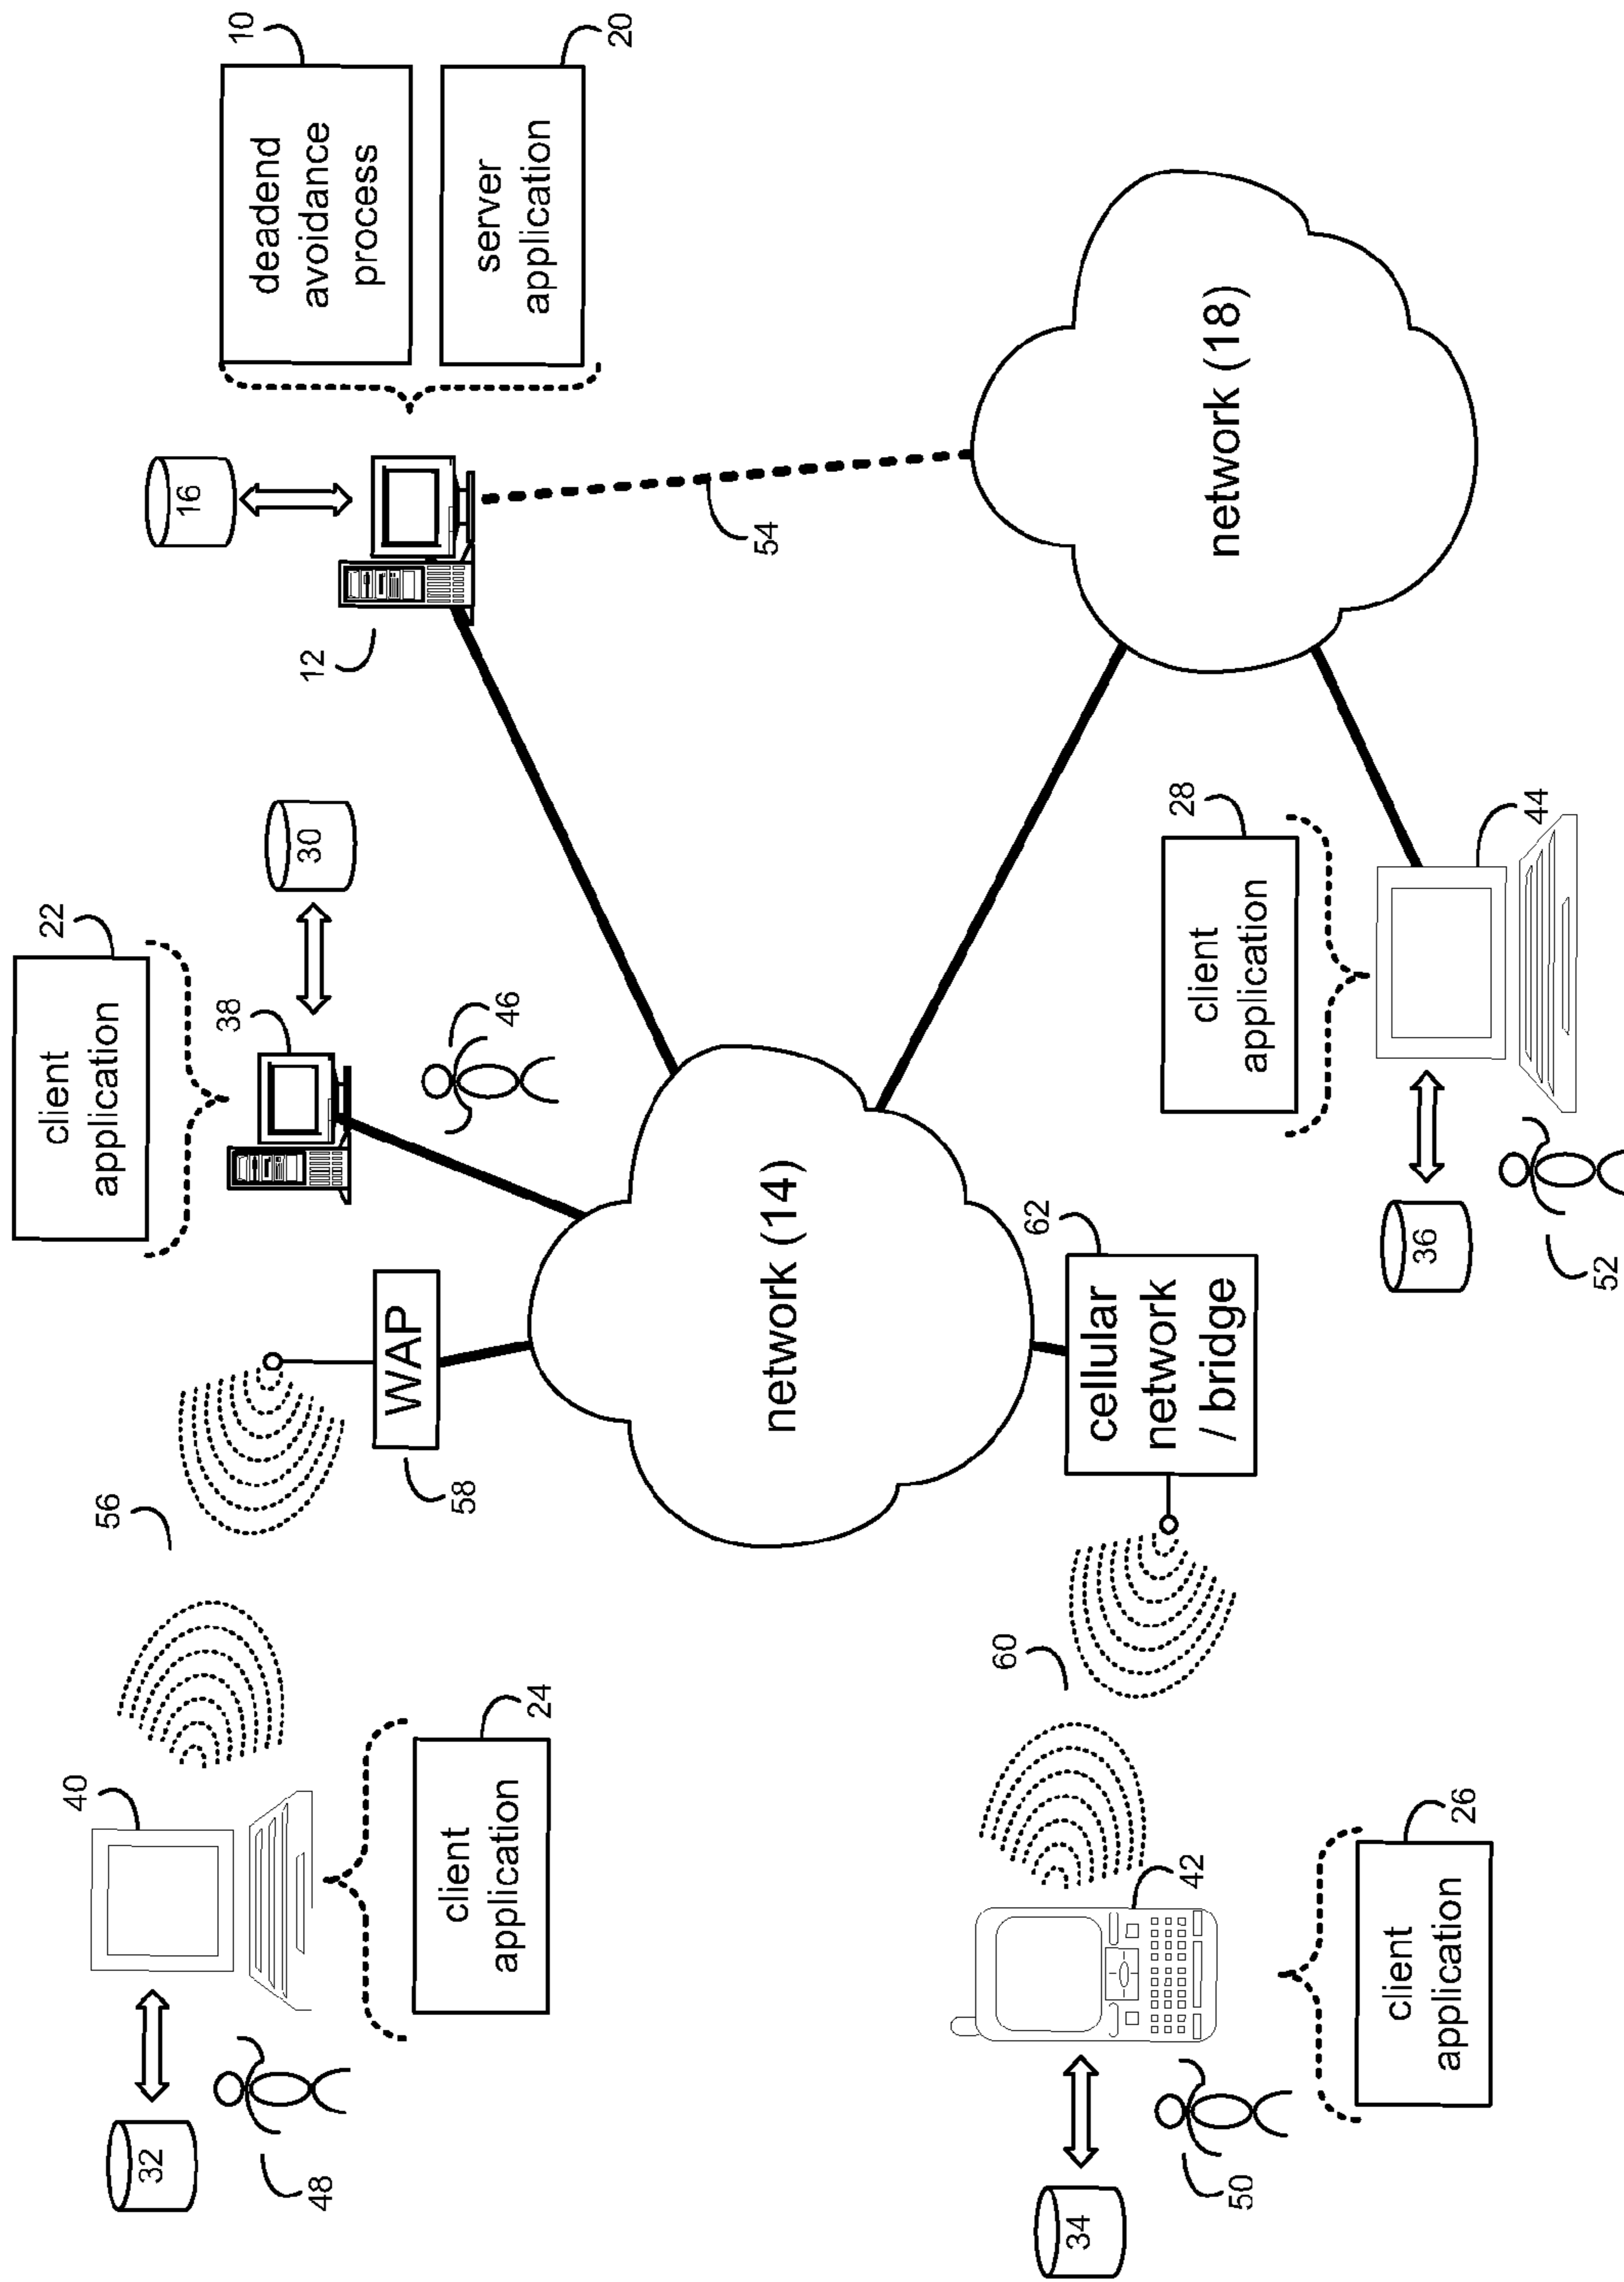 32
48
40
client
application
24
56
WAP
58
client
application
22
38
30
46
16
12
deadend
avoidance
process
10
server
application
20
54
network (14)
network (18)
34
50
42
client
application
26
60
cellular
network
/ bridge
62
client
application
28
44
36
52